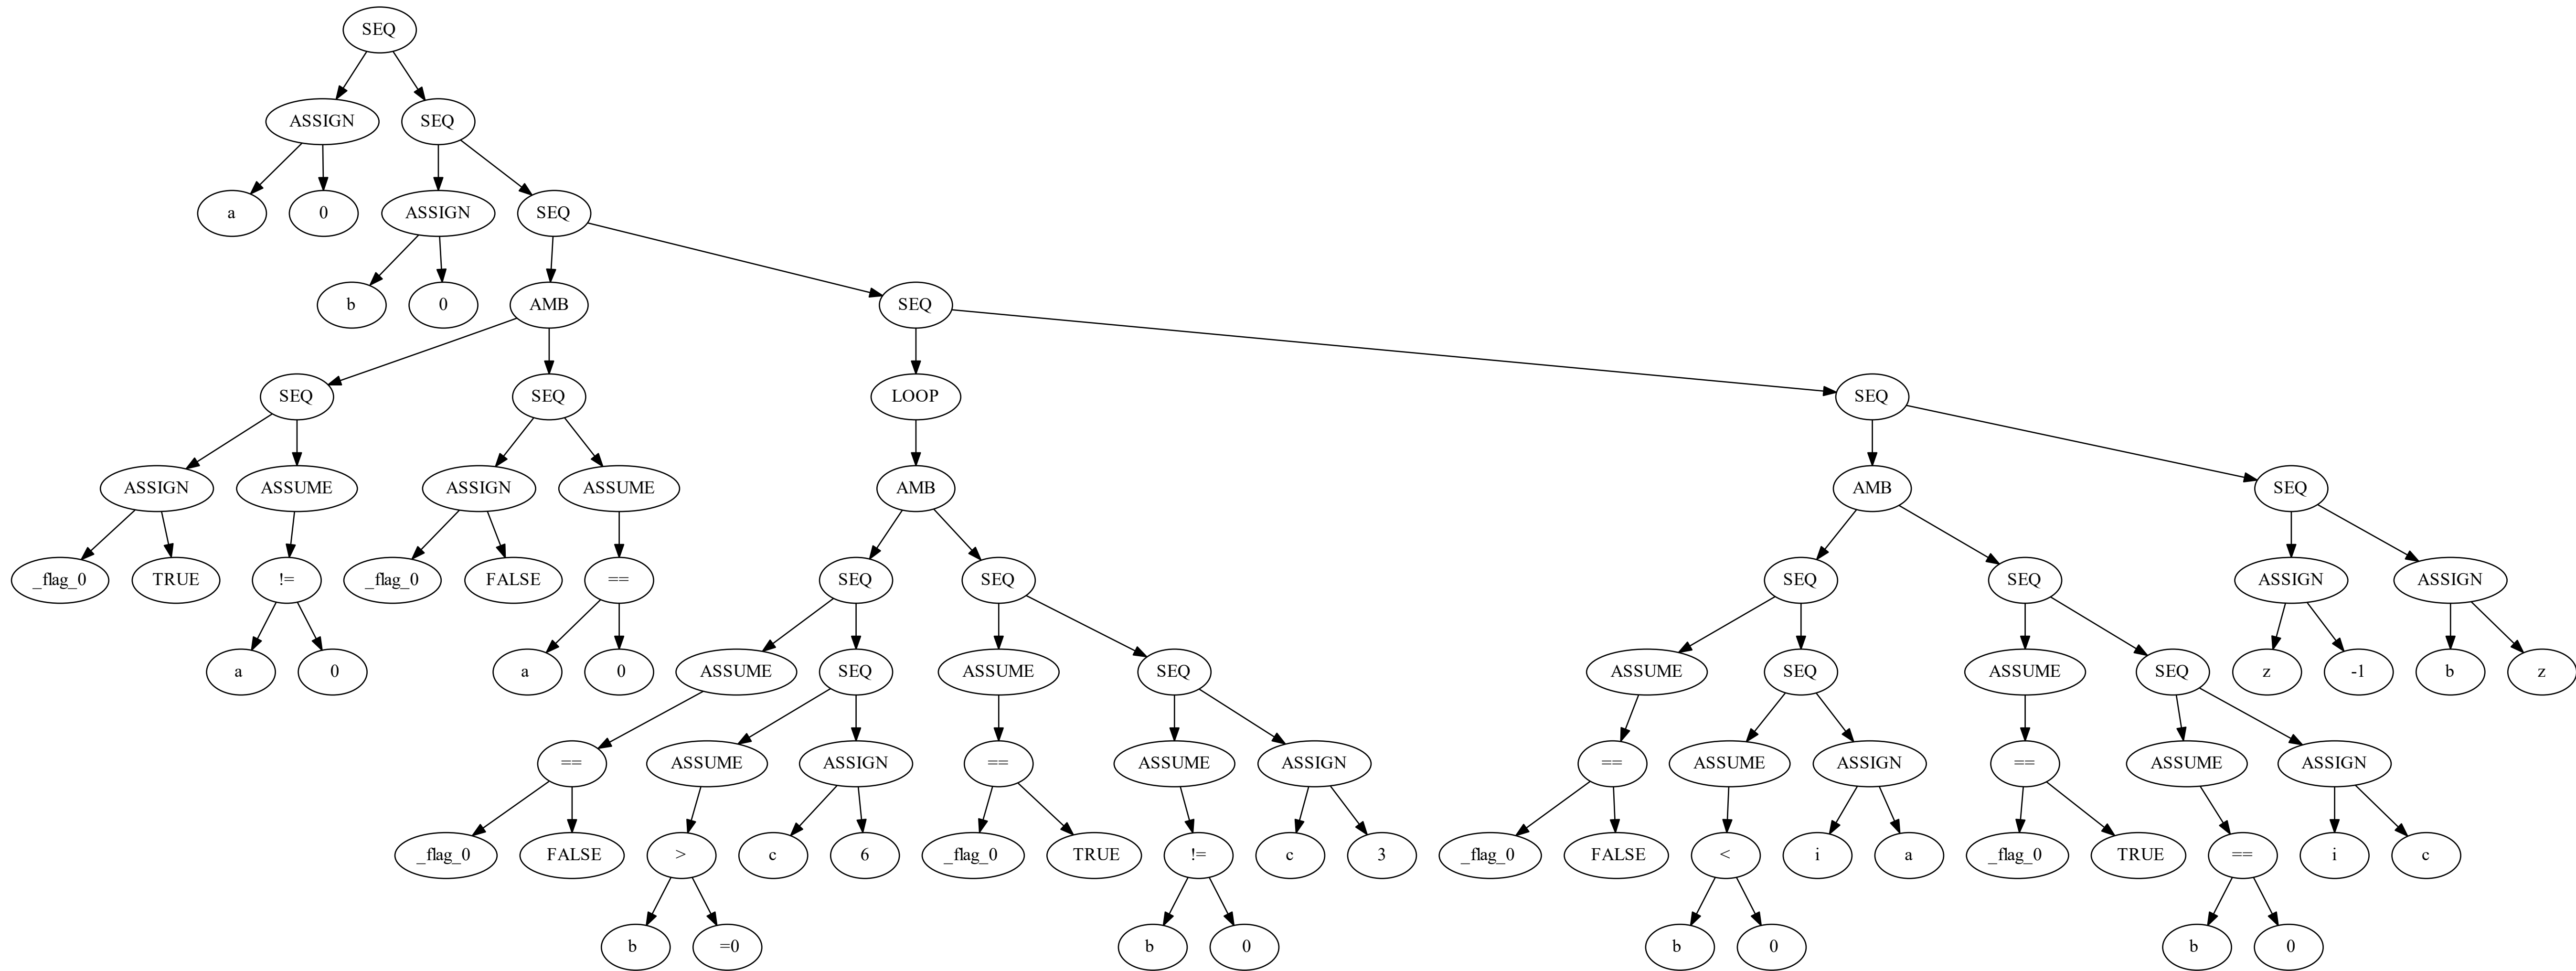 SEQ
ASSIGN SEQ
a 0 ASSIGN SEQ
b 0 AMB SEQ
SEQ SEQ LOOP SEQ
ASSIGN ASSUME ASSIGN ASSUME AMB AMB SEQ
_flag_0 TRUE != _flag_0 FALSE == SEQ SEQ SEQ SEQ ASSIGN ASSIGN
a 0 a 0 ASSUME SEQ ASSUME SEQ ASSUME SEQ ASSUME SEQ z -1 b z
== ASSUME ASSIGN == ASSUME ASSIGN == ASSUME ASSIGN == ASSUME ASSIGN
_flag_0 FALSE > c 6 _flag_0 TRUE != c 3 _flag_0 FALSE < i a _flag_0 TRUE == i c
b =0 b 0 b 0 b 0